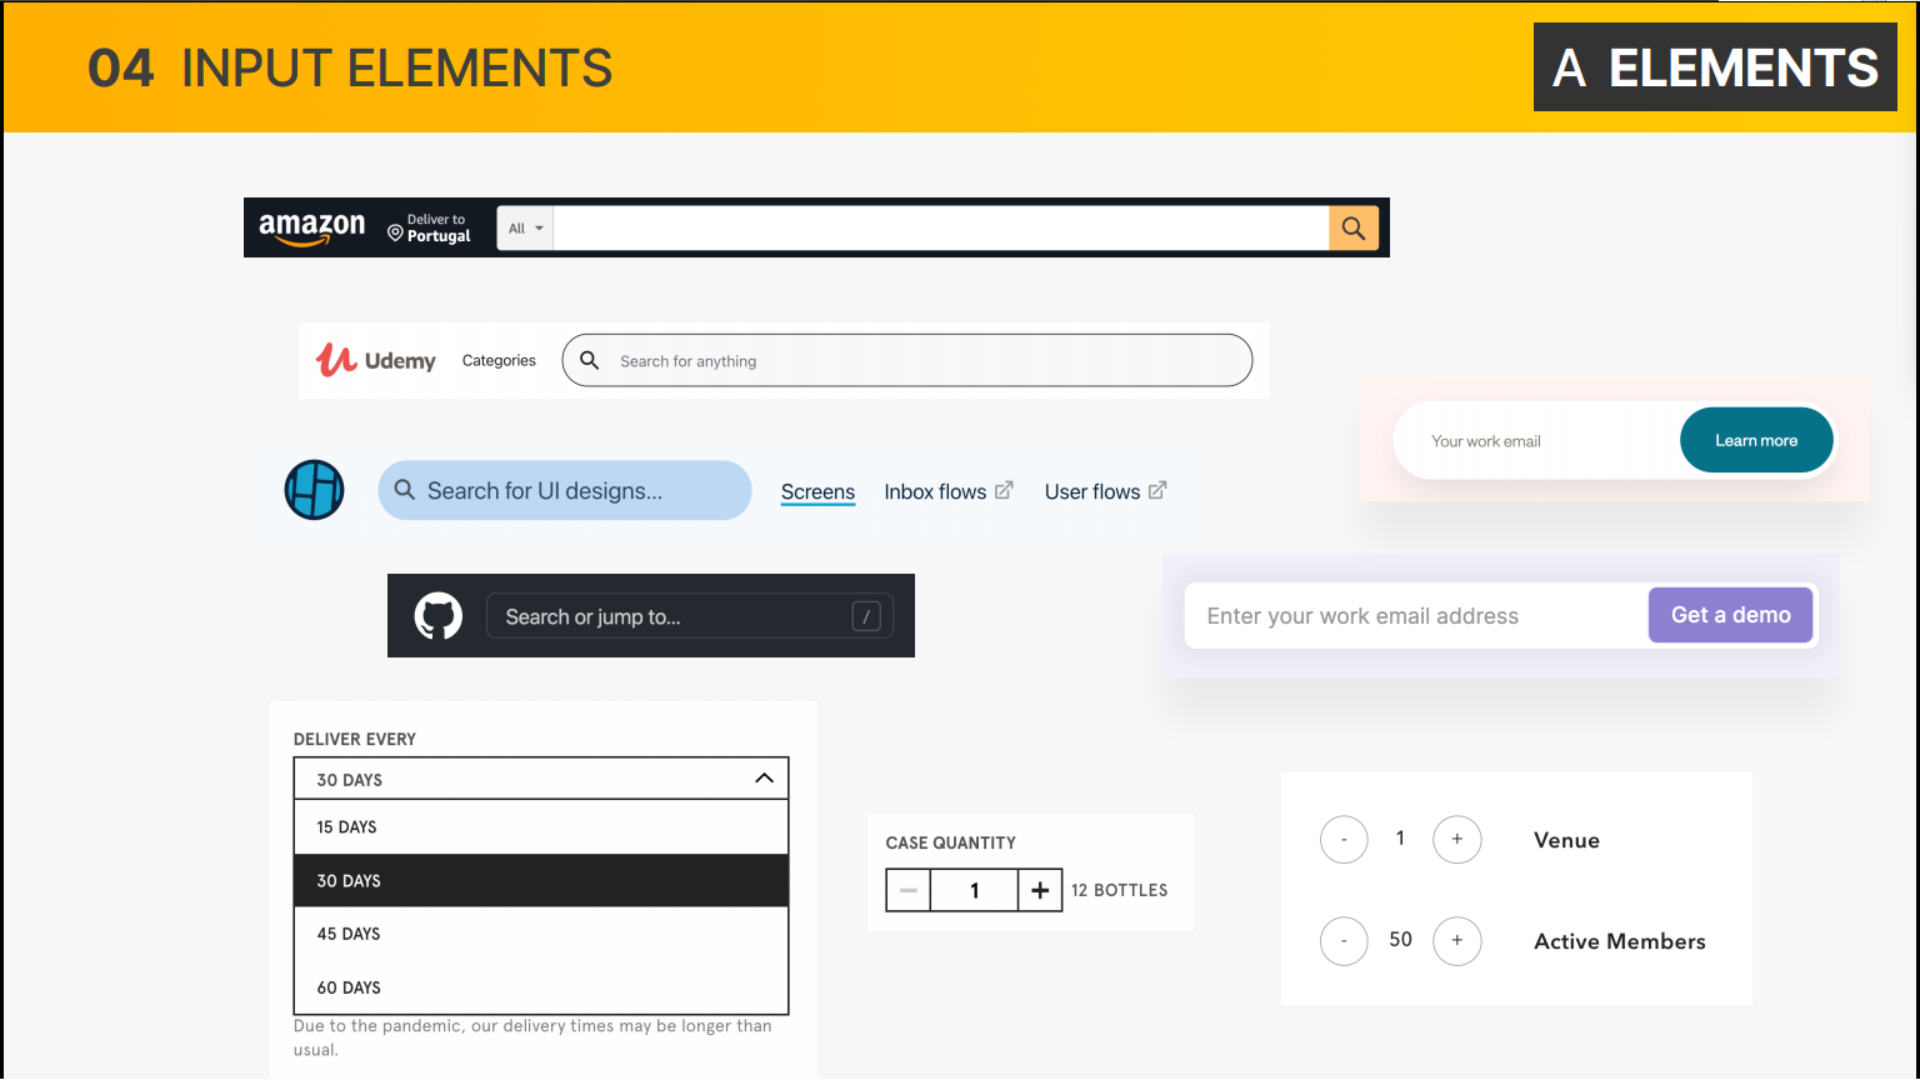 04 INPUT ELEMENTS
A ELEMENTS
amazon
Deliver to
Portugal
All
Udemy
Categories
Search for anything
Your work email
Learn more
Search for UI designs...
Screens
Inbox flows
User flows
Search or jump to...
/
Enter your work email address
Get a demo
DELIVER EVERY
30 DAYS
15 DAYS
30 DAYS
45 DAYS
60 DAYS
Due to the pandemic, our delivery times may be longer than
usual.
CASE QUANTITY
− 1 + 12 BOTTLES
- 1 + Venue
- 50 + Active Members